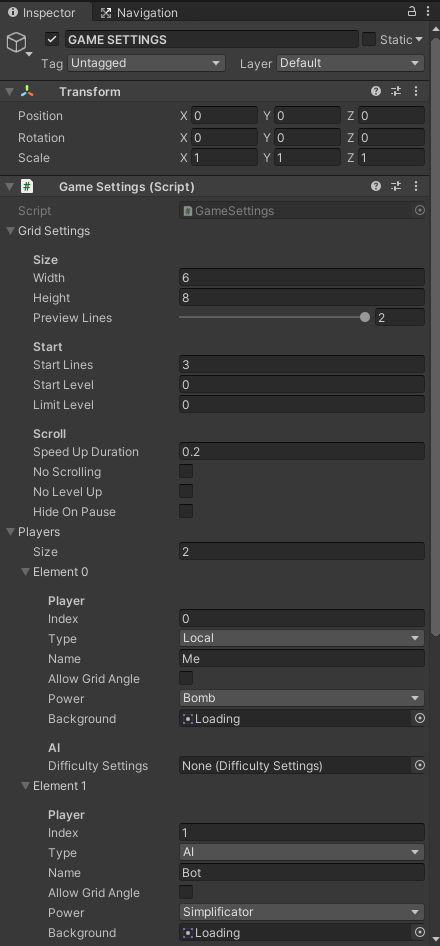 Inspector Navigation
GAME SETTINGS Static
Tag Untagged Layer Default
Transform
Position X 0 Y 0 Z 0
Rotation X 0 Y 0 Z 0
Scale X 1 Y 1 Z 1
# Game Settings (Script)
Script # GameSettings
Grid Settings
Size
Width 6
Height 8
Preview Lines 2
Start
Start Lines 3
Start Level 0
Limit Level 0
Scroll
Speed Up Duration 0.2
No Scrolling
No Level Up
Hide On Pause
Players
Size 2
Element 0
Player
Index 0
Type Local
Name Me
Allow Grid Angle
Power Bomb
Background Loading
AI
Difficulty Settings None (Difficulty Settings)
Element 1
Player
Index 1
Type AI
Name Bot
Allow Grid Angle
Power Simplificator
Background Loading